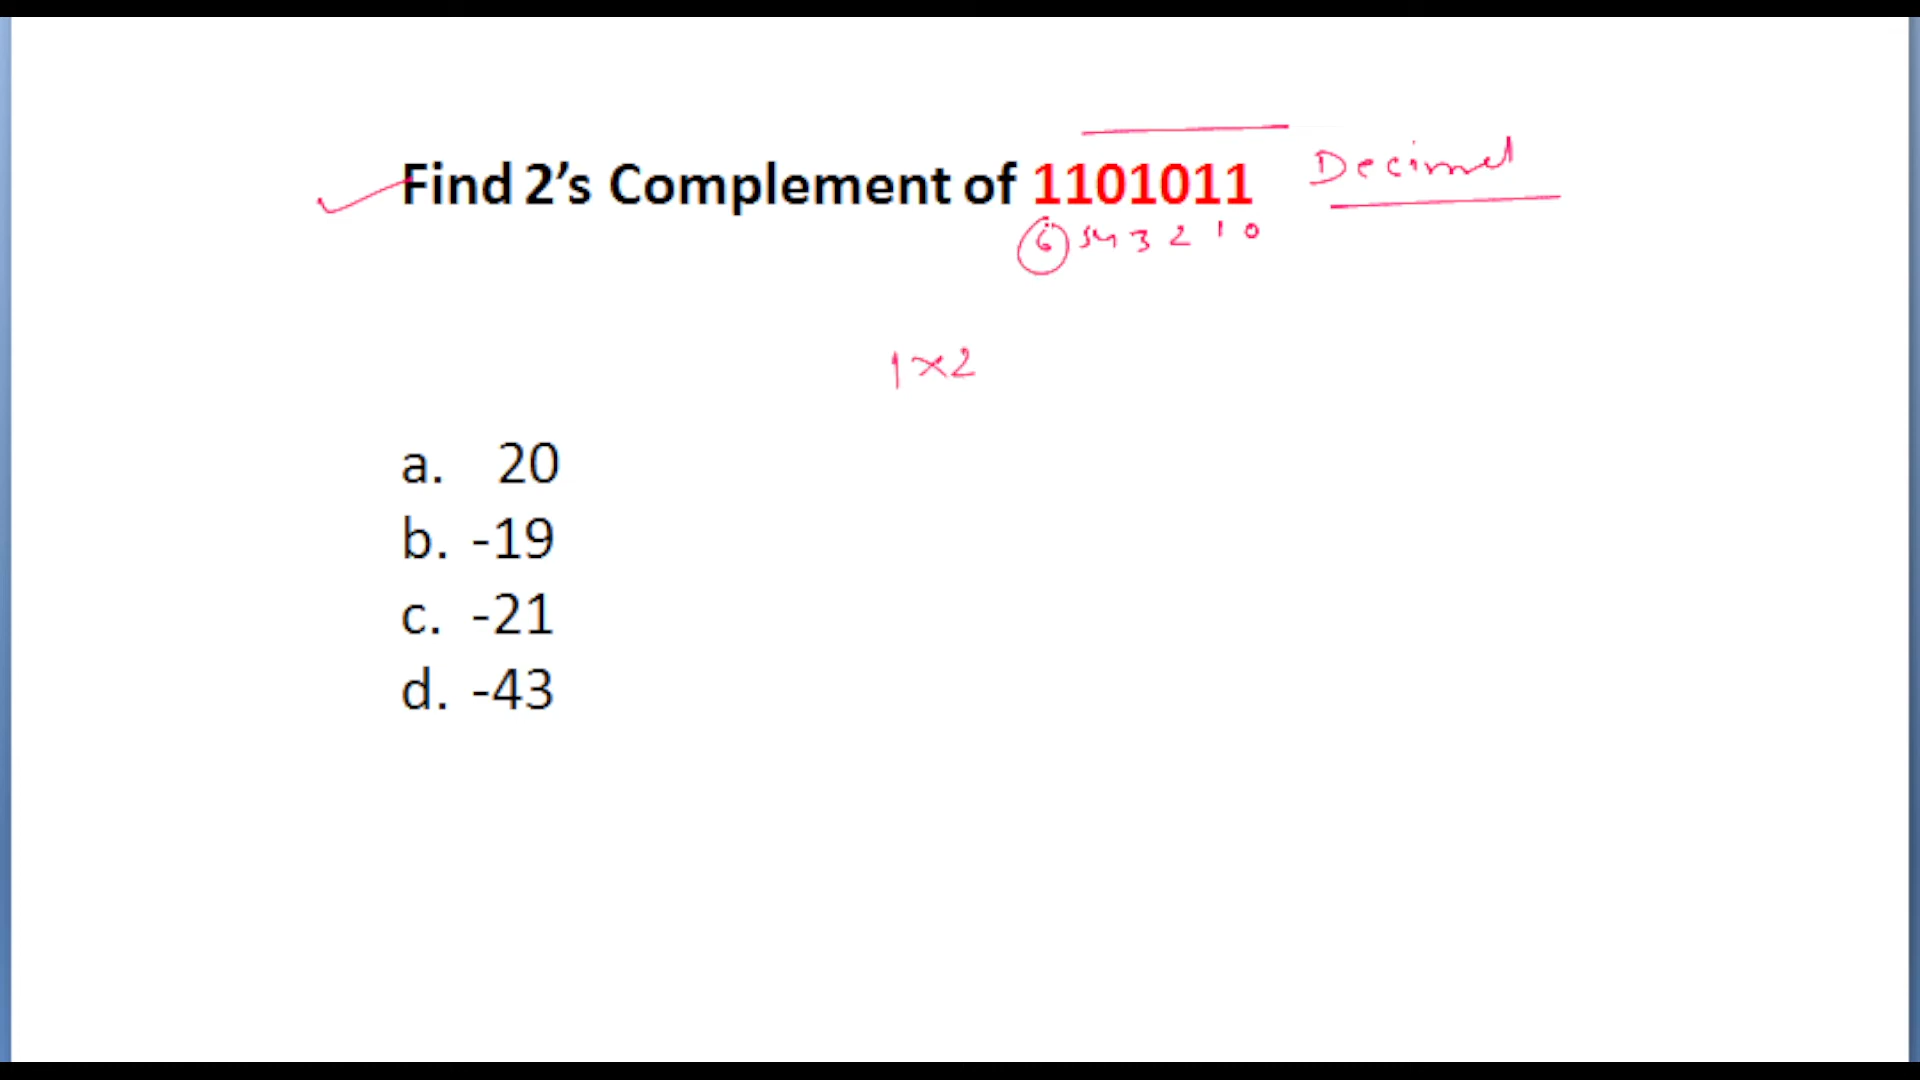 Find 2's Complement of 1101011 Decimal
6 5 4 3 2 1 0
1×2
a. 20
b. -19
c. -21
d. -43